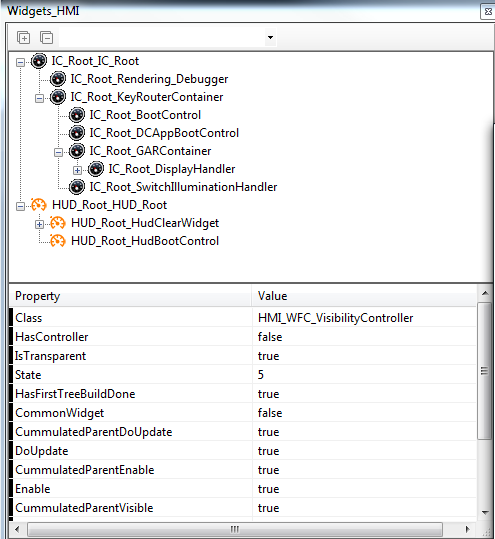 Widgets_HMI
IC_Root_IC_Root
IC_Root_Rendering_Debugger
IC_Root_KeyRouterContainer
IC_Root_BootControl
IC_Root_DCAppBootControl
IC_Root_GARContainer
IC_Root_DisplayHandler
IC_Root_SwitchIlluminationHandler
HUD_Root_HUD_Root
HUD_Root_HudClearWidget
HUD_Root_HudBootControl
Property Value
Class HMI_WFC_VisibilityController
HasController false
IsTransparent true
State 5
HasFirstTreeBuildDone true
CommonWidget false
CummulatedParentDoUpdate true
DoUpdate true
CummulatedParentEnable true
Enable true
CummulatedParentVisible true